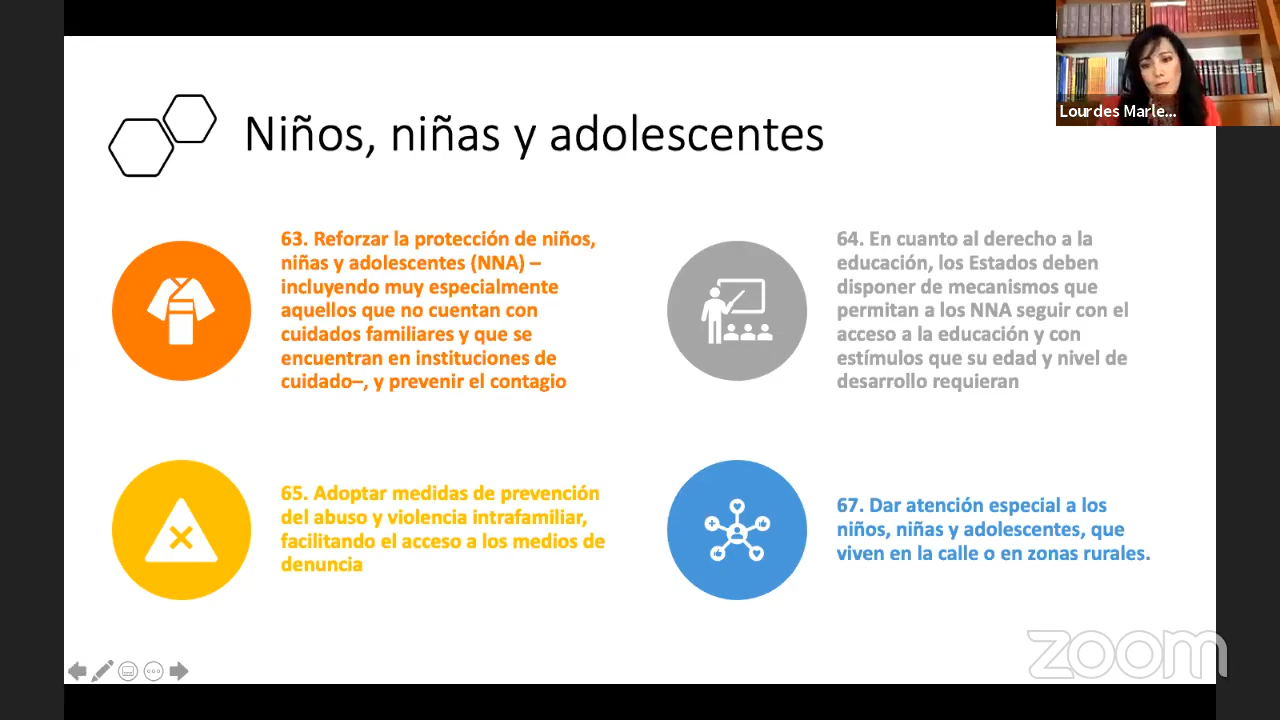 Lourdes Marle...
Niños, niñas y adolescentes
63. Reforzar la protección de niños,
niñas y adolescentes (NNA) –
incluyendo muy especialmente
aquellos que no cuentan con
cuidados familiares y que se
encuentran en instituciones de
cuidado–, y prevenir el contagio
64. En cuanto al derecho a la
educación, los Estados deben
disponer de mecanismos que
permitan a los NNA seguir con el
acceso a la educación y con
estímulos que su edad y nivel de
desarrollo requieran
65. Adoptar medidas de prevención
del abuso y violencia intrafamiliar,
facilitando el acceso a los medios de
denuncia
67. Dar atención especial a los
niños, niñas y adolescentes, que
viven en la calle o en zonas rurales.
zoom